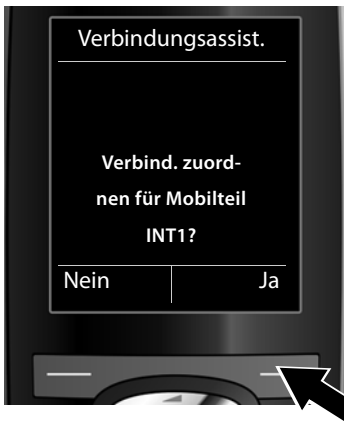 Verbindungsassist.
Verbind. zuord-
nen für Mobilteil
INT1?
Nein Ja